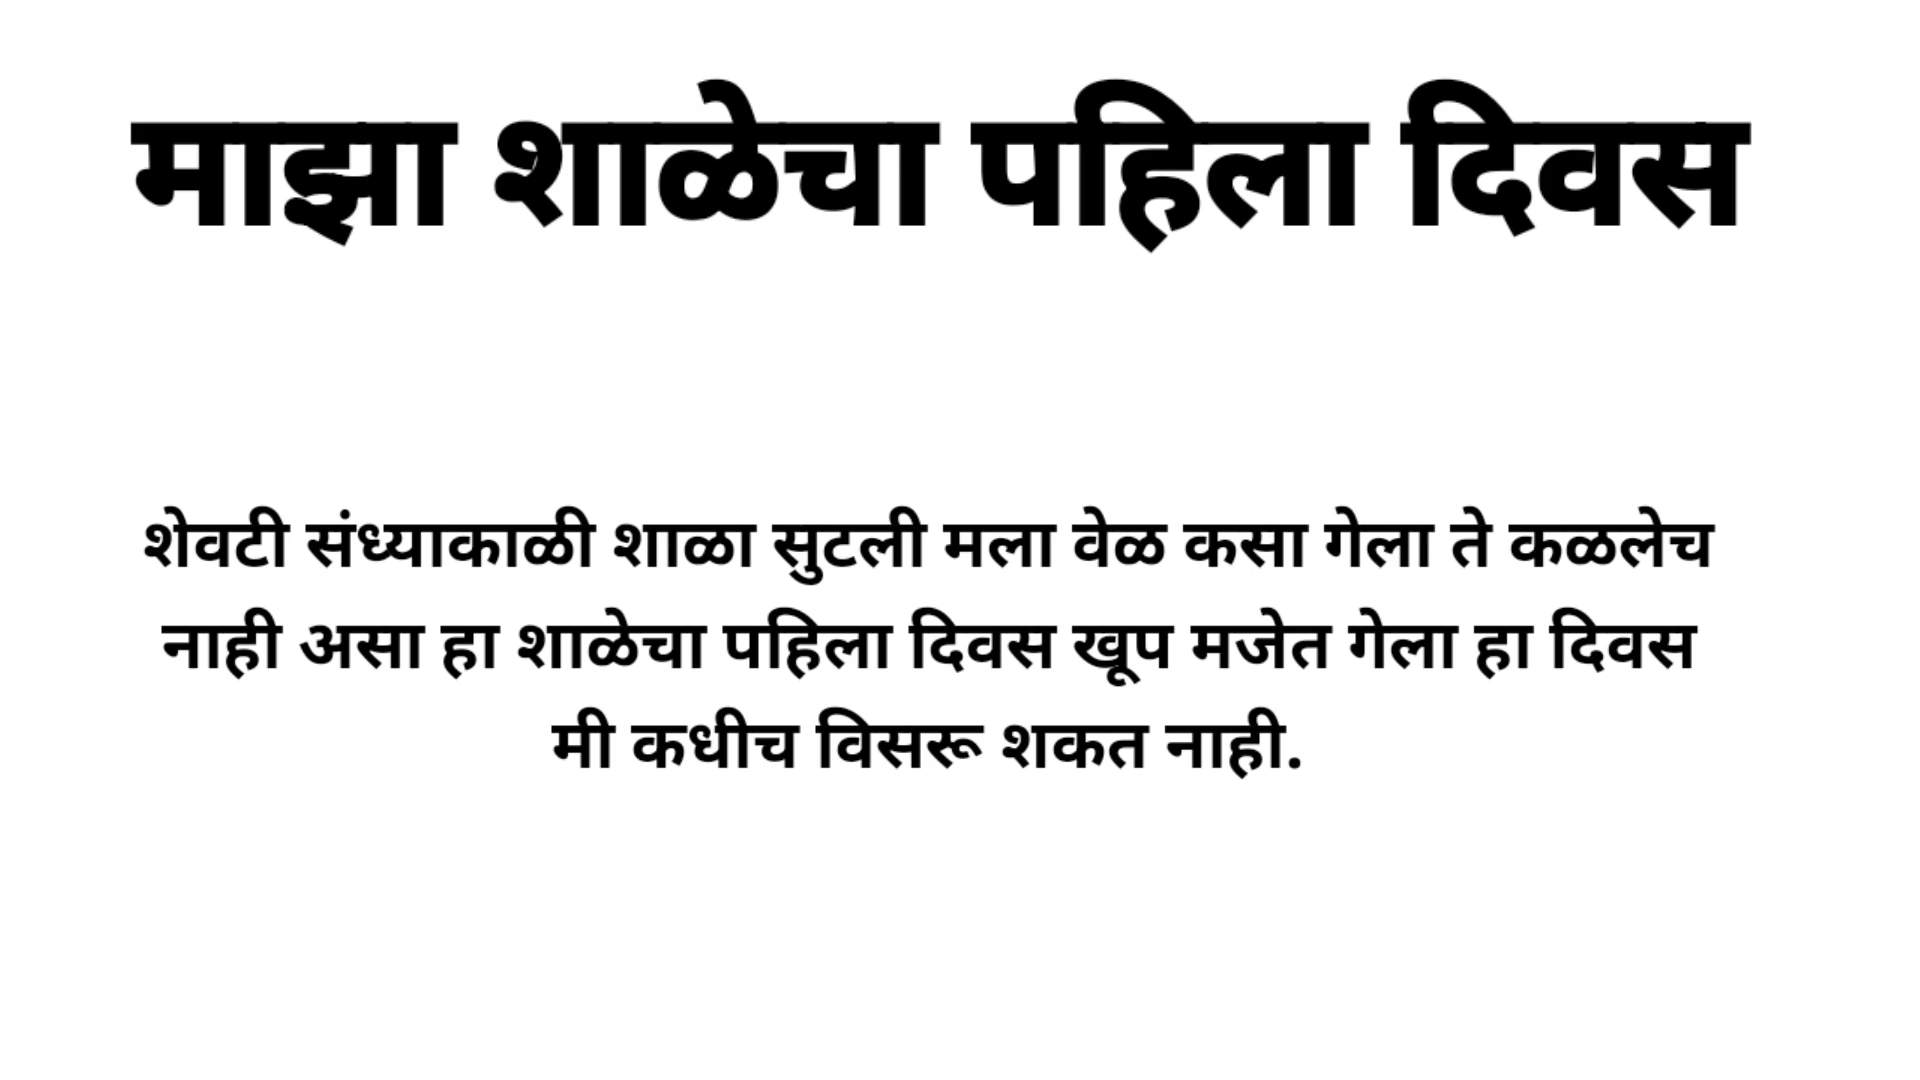 माझा शाळेचा पहिला दिवस
शेवटी संध्याकाळी शाळा सुटली मला वेळ कसा गेला ते कळलेच
नाही असा हा शाळेचा पहिला दिवस खूप मजेत गेला हा दिवस
मी कधीच विसरू शकत नाही.